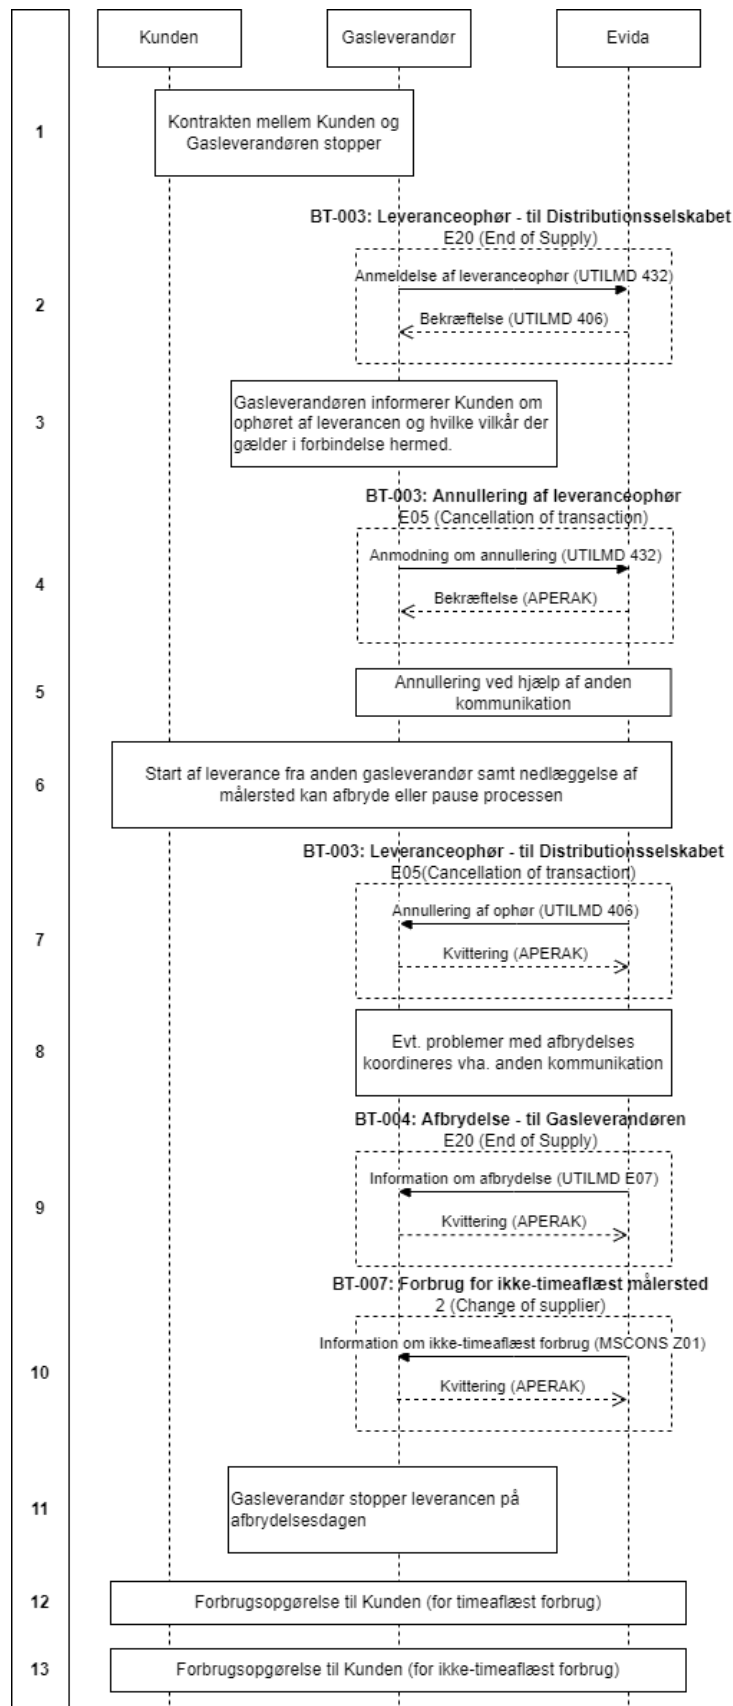 Kunden
Gasleverandør
Evida
1
Kontrakten mellem Kunden og
Gasleverandøren stopper
BT-003: Leveranceophør - til Distributionsselskabet
E20 (End of Supply)
2
Anmeldelse af leveranceophør (UTILMD 432)
Bekræftelse (UTILMD 406)
3
Gasleverandøren informerer Kunden om
ophøret af leverancen og hvilke vilkår der
gælder i forbindelse hermed.
BT-003: Annullering af leveranceophør
E05 (Cancellation of transaction)
4
Anmodning om annullering (UTILMD 432)
Bekræftelse (APERAK)
5
Annullering ved hjælp af anden
kommunikation
6
Start af leverance fra anden gasleverandør samt nedlæggelse af
målersted kan afbryde eller pause processen
BT-003: Leveranceophør - til Distributionsselskabet
E05(Cancellation of transaction)
7
Annullering af ophør (UTILMD 406)
Kvittering (APERAK)
8
Evt. problemer med afbrydelses
koordineres vha. anden kommunikation
BT-004: Afbrydelse - til Gasleverandøren
E20 (End of Supply)
9
Information om afbrydelse (UTILMD E07)
Kvittering (APERAK)
BT-007: Forbrug for ikke-timeaflæst målersted
2 (Change of supplier)
10
Information om ikke-timeaflæst forbrug (MSCONS Z01)
Kvittering (APERAK)
11
Gasleverandør stopper leverancen på
afbrydelsesdagen
12
Forbrugsopgørelse til Kunden (for timeaflæst forbrug)
13
Forbrugsopgørelse til Kunden (for ikke-timeaflæst forbrug)